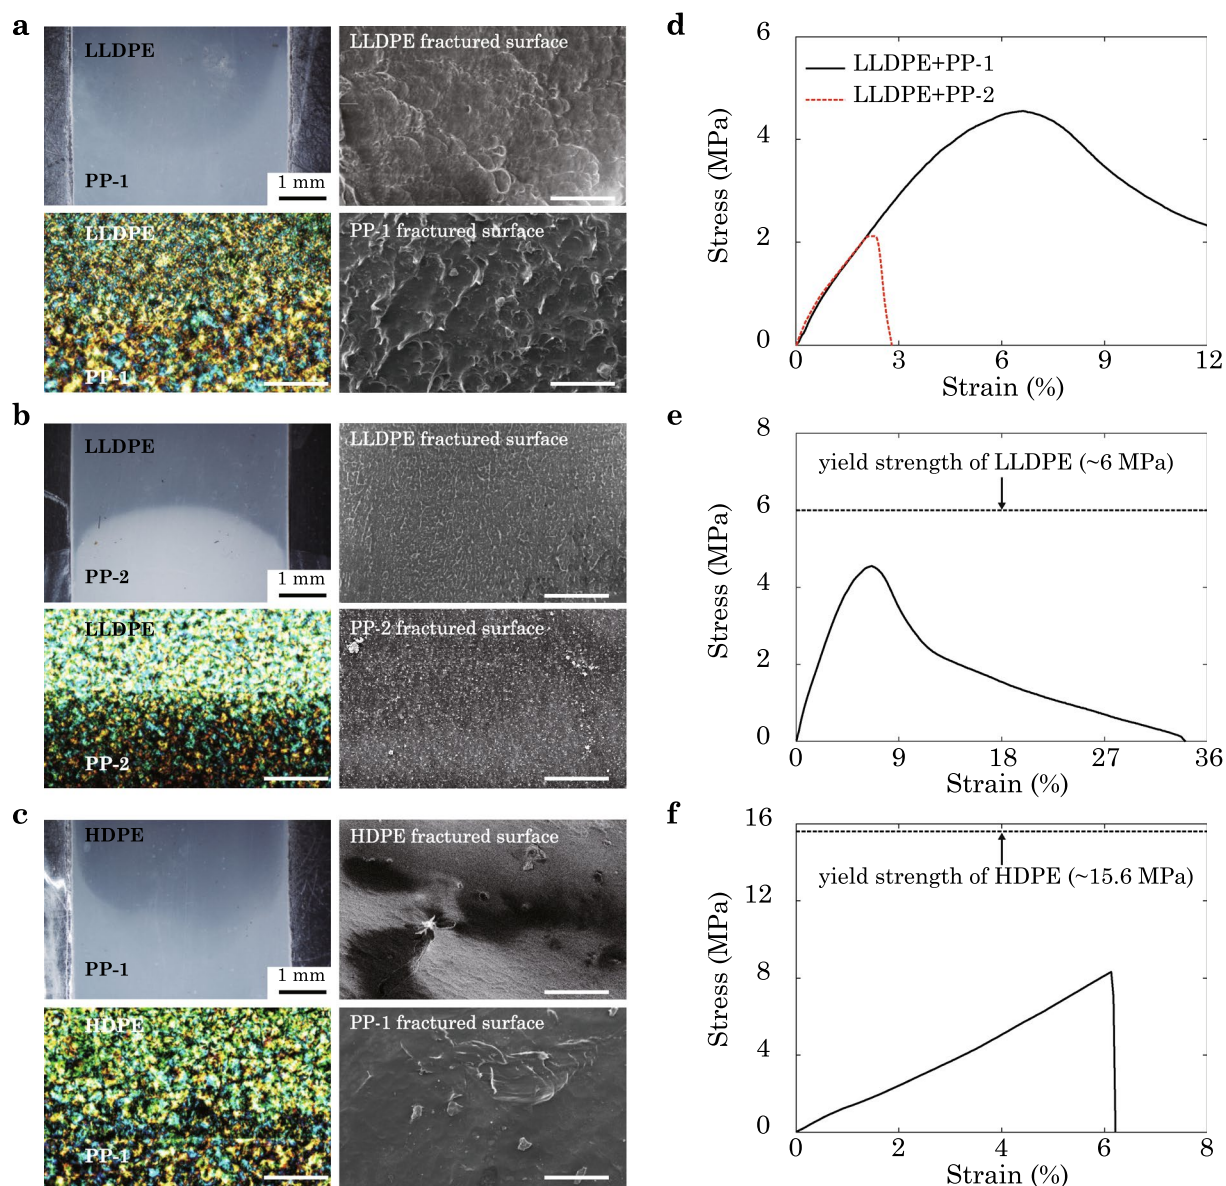 a
LLDPE
PP-1
1 mm
LLDPE fractured surface
LLDPE
PP-1
PP-1 fractured surface
b
LLDPE
PP-2
1 mm
LLDPE fractured surface
LLDPE
PP-2
PP-2 fractured surface
c
HDPE
PP-1
1 mm
HDPE fractured surface
HDPE
PP-1
PP-1 fractured surface
d
6
4
2
0
Stress (MPa)
LLDPE+PP-1
LLDPE+PP-2
0 3 6 9 12
Strain (%)
e
8
6
4
2
0
Stress (MPa)
yield strength of LLDPE (~6 MPa)
0 9 18 27 36
Strain (%)
f
16
12
8
4
0
Stress (MPa)
yield strength of HDPE (~15.6 MPa)
0 2 4 6 8
Strain (%)